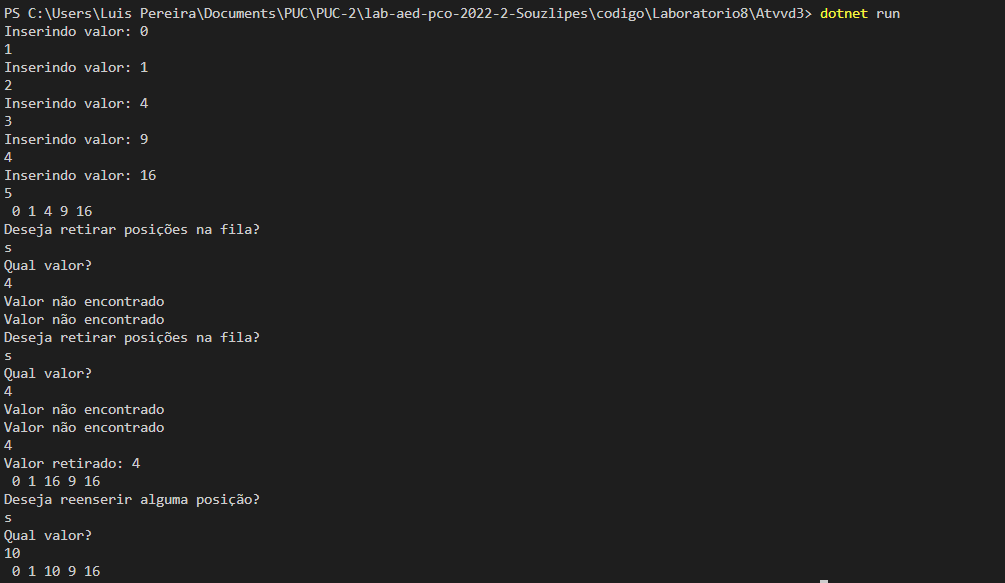 PS C:\Users\Luis Pereira\Documents\PUC\PUC-2\lab-aed-pco-2022-2-Souzlipes\codigo\Laboratorio8\Atvvd3> dotnet run
Inserindo valor: 0
1
Inserindo valor: 1
2
Inserindo valor: 4
3
Inserindo valor: 9
4
Inserindo valor: 16
5
 0 1 4 9 16
Deseja retirar posições na fila?
s
Qual valor?
4
Valor não encontrado
Valor não encontrado
Deseja retirar posições na fila?
s
Qual valor?
4
Valor não encontrado
Valor não encontrado
4
Valor retirado: 4
 0 1 16 9 16
Deseja reenserir alguma posição?
s
Qual valor?
10
 0 1 10 9 16